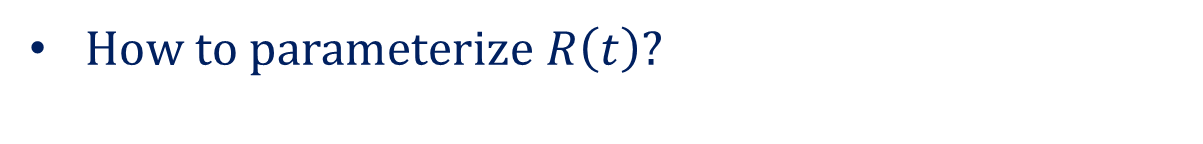 • How to parameterize R(t)?